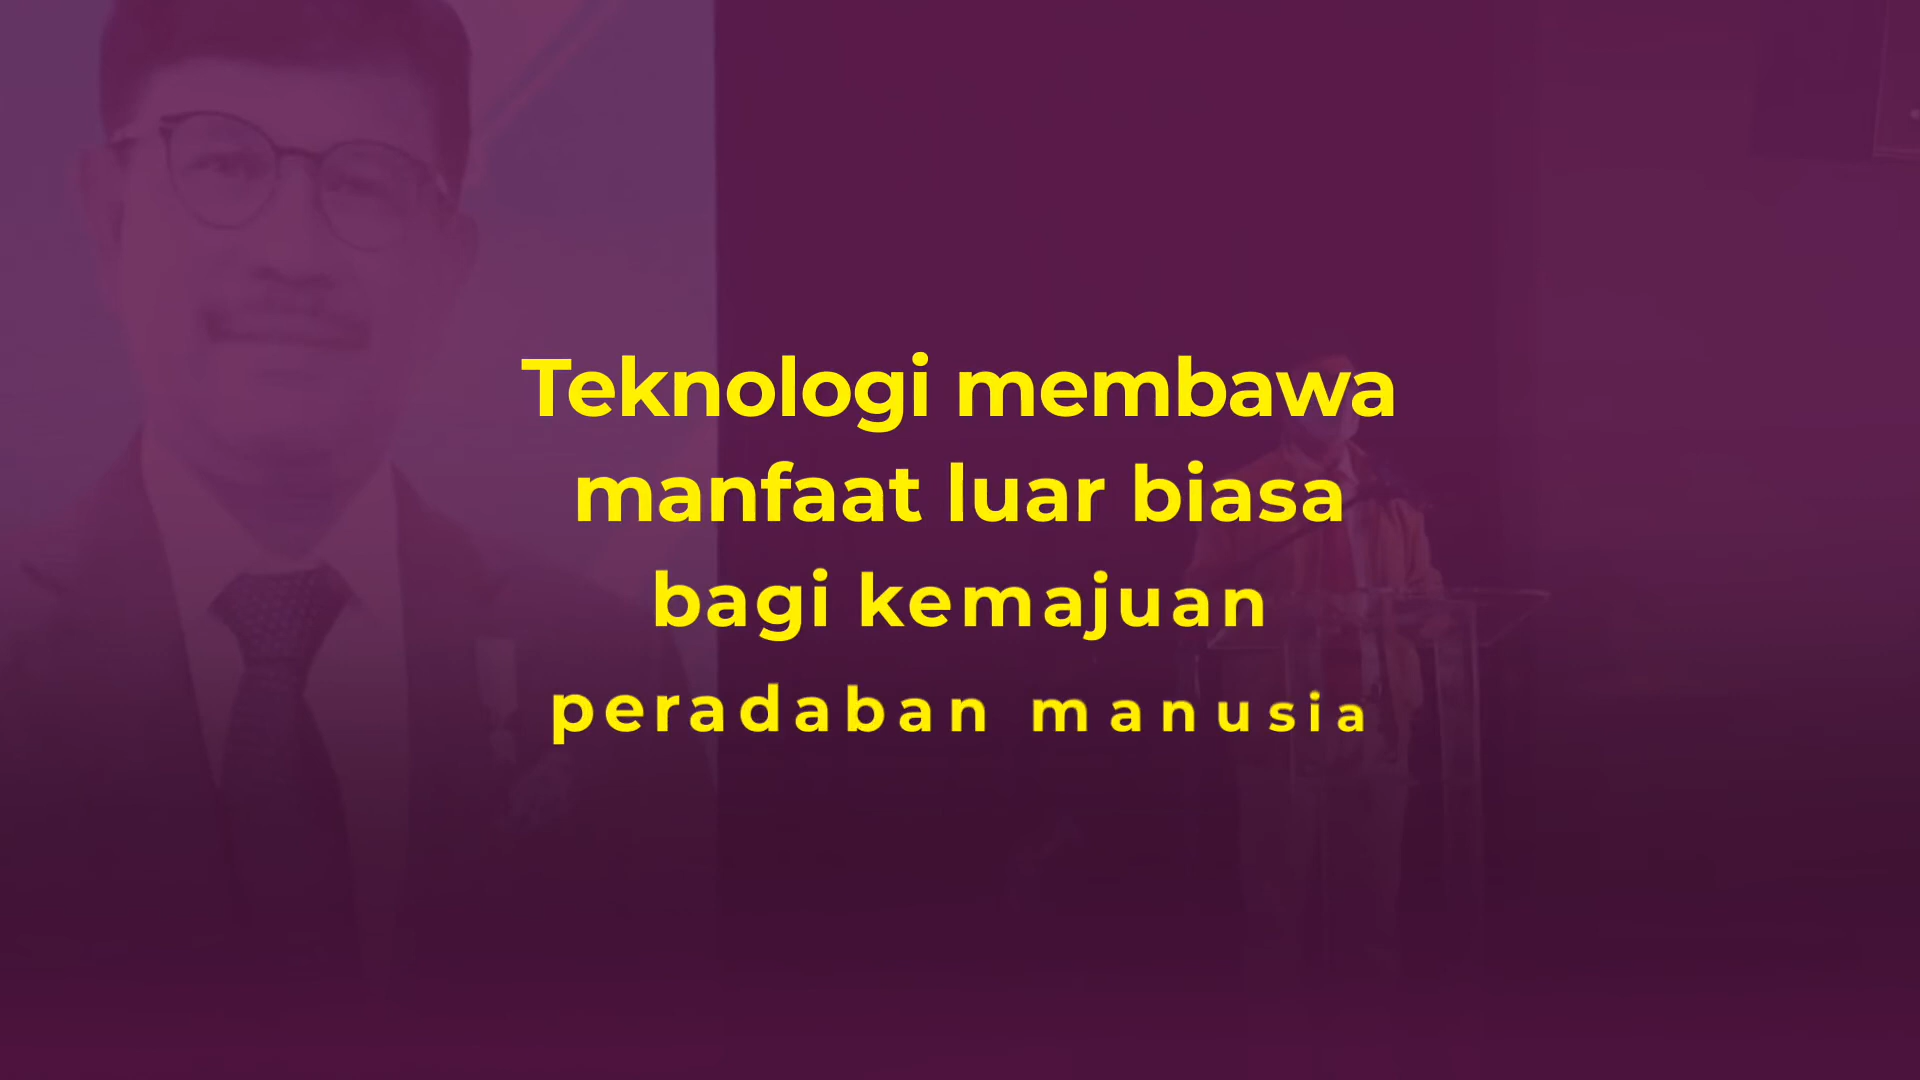 Teknologi membawa
manfaat luar biasa
bagi kemajuan
peradaban manusia